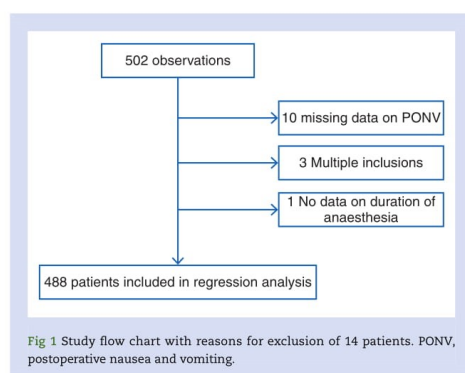 502 observations
10 missing data on PONV
3 Multiple inclusions
1 No data on duration of
anaesthesia
488 patients included in regression analysis
Fig 1 Study flow chart with reasons for exclusion of 14 patients. PONV,
postoperative nausea and vomiting.